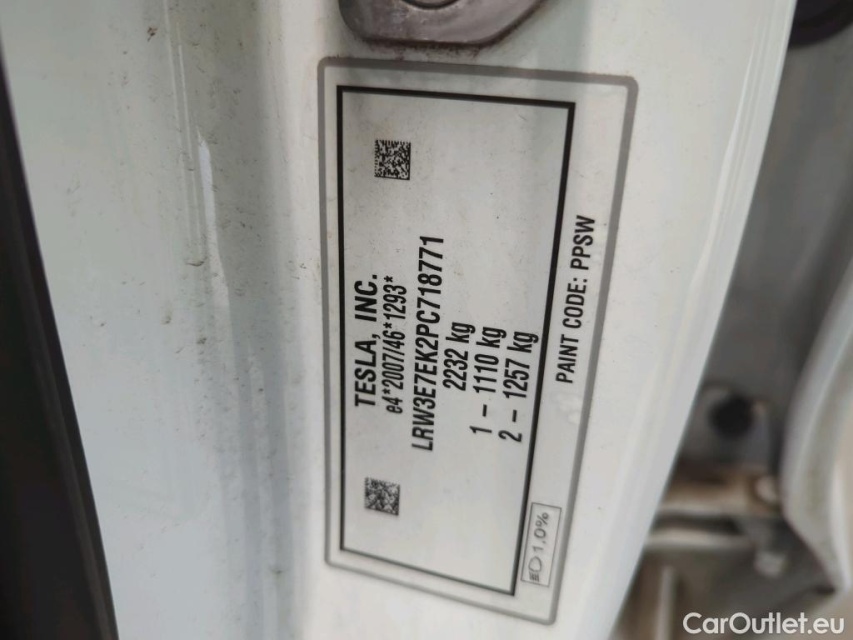 TESLA, INC.
e4*2007/46*1293*
LRW3E7EK2PC718771
2232 kg
1 – 1110 kg
2 – 1257 kg
PAINT CODE: PPSW
1.0%
CarOutlet.eu